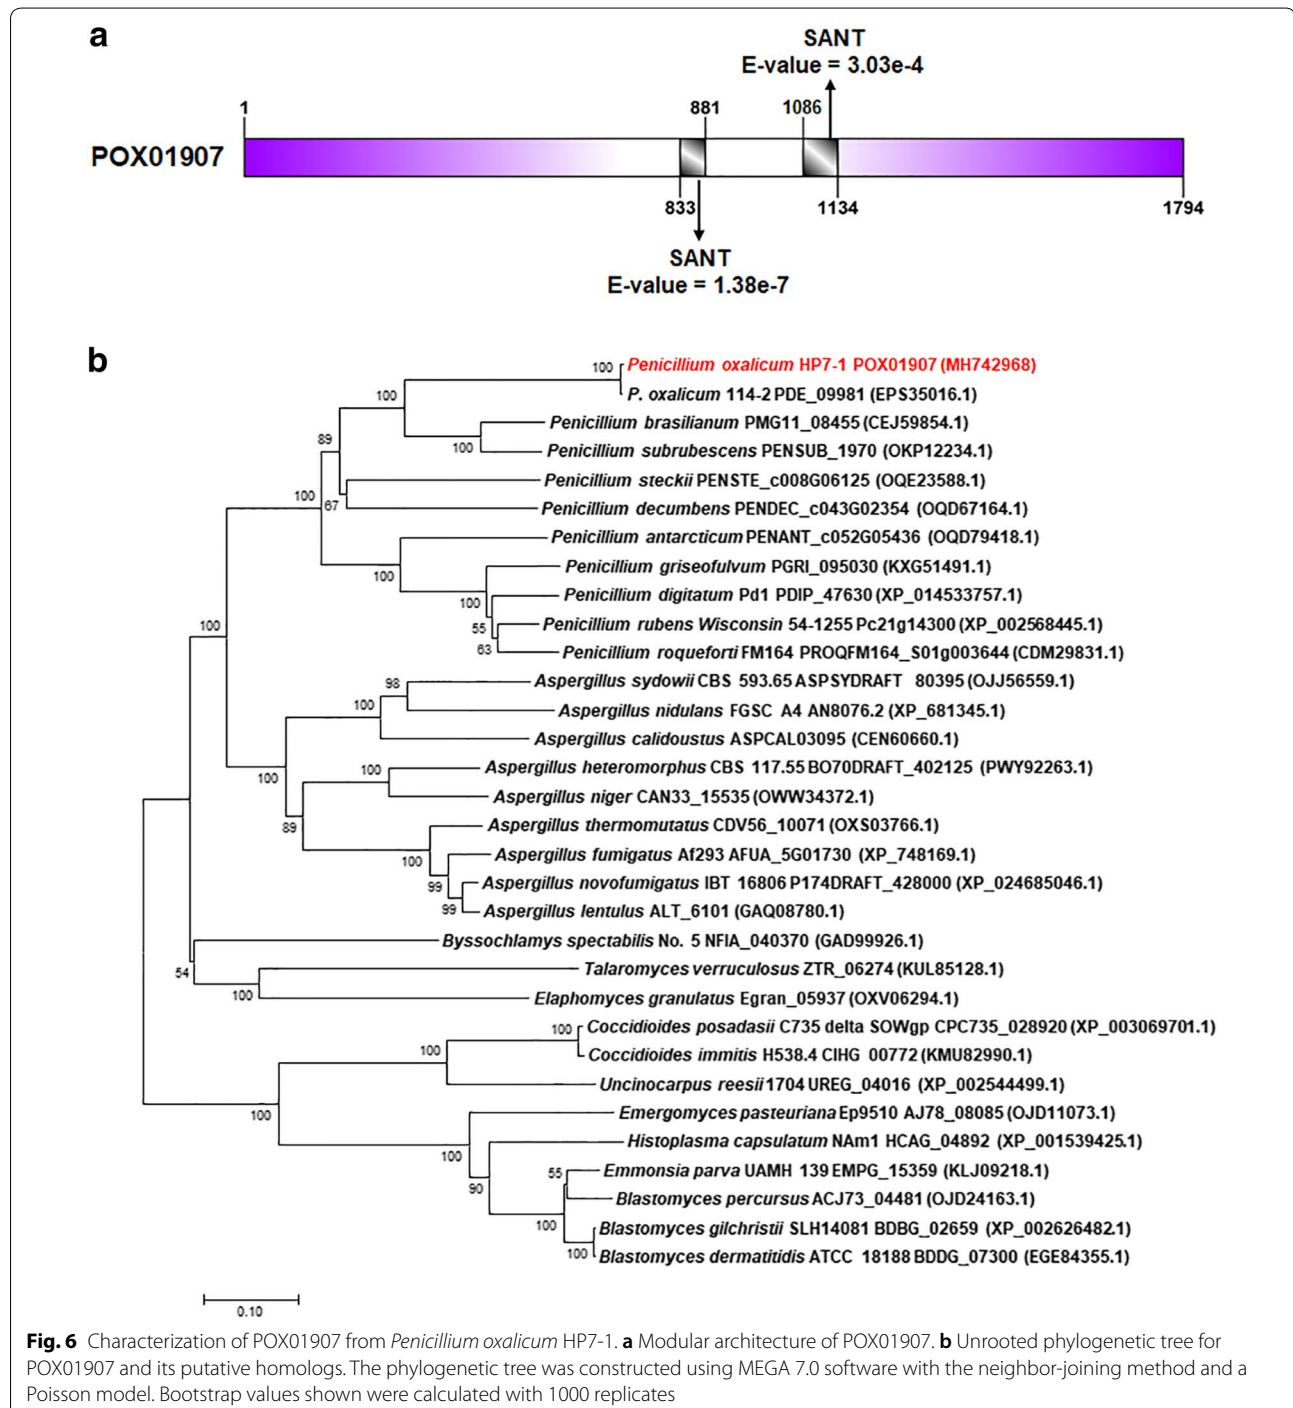 a
SANT
E-value = 3.03e-4
1 881 1086
POX01907
833 1134 1794
SANT
E-value = 1.38e-7
b
100 Penicillium oxalicum HP7-1 POX01907 (MH742968)
P. oxalicum 114-2 PDE_09981 (EPS35016.1)
100
Penicillium brasilianum PMG11_08455 (CEJ59854.1)
100
Penicillium subrubescens PENSUB_1970 (OKP12234.1)
89
Penicillium steckii PENSTE_c008G06125 (OQE23588.1)
100
67
Penicillium decumbens PENDEC_c043G02354 (OQD67164.1)
Penicillium antarcticum PENANT_c052G05436 (OQD79418.1)
100
Penicillium griseofulvum PGRI_095030 (KXG51491.1)
100
Penicillium digitatum Pd1 PDIP_47630 (XP_014533757.1)
55
Penicillium rubens Wisconsin 54-1255 Pc21g14300 (XP_002568445.1)
63
Penicillium roqueforti FM164 PROQFM164_S01g003644 (CDM29831.1)
100
98
Aspergillus sydowii CBS 593.65 ASPSYDRAFT 80395 (OJJ56559.1)
100
Aspergillus nidulans FGSC A4 AN8076.2 (XP_681345.1)
Aspergillus calidoustus ASPCAL03095 (CEN60660.1)
100
100
Aspergillus heteromorphus CBS 117.55 BO70DRAFT_402125 (PWY92263.1)
Aspergillus niger CAN33_15535 (OWW34372.1)
89
Aspergillus thermomutatus CDV56_10071 (OXS03766.1)
100
Aspergillus fumigatus Af293 AFUA_5G01730 (XP_748169.1)
99
Aspergillus novofumigatus IBT 16806 P174DRAFT_428000 (XP_024685046.1)
99
Aspergillus lentulus ALT_6101 (GAQ08780.1)
Byssochlamys spectabilis No. 5 NFIA_040370 (GAD99926.1)
54
Talaromyces verruculosus ZTR_06274 (KUL85128.1)
100
Elaphomyces granulatus Egran_05937 (OXV06294.1)
100
Coccidioides posadasii C735 delta SOWgp CPC735_028920 (XP_003069701.1)
100
Coccidioides immitis H538.4 CIHG 00772 (KMU82990.1)
Uncinocarpus reesii 1704 UREG_04016 (XP_002544499.1)
100
Emergomyces pasteuriana Ep9510 AJ78_08085 (OJD11073.1)
100
Histoplasma capsulatum NAm1 HCAG_04892 (XP_001539425.1)
90
55
Emmonsia parva UAMH 139 EMPG_15359 (KLJ09218.1)
Blastomyces percursus ACJ73_04481 (OJD24163.1)
100
Blastomyces gilchristii SLH14081 BDBG_02659 (XP_002626482.1)
100
Blastomyces dermatitidis ATCC 18188 BDDG_07300 (EGE84355.1)
0.10
Fig. 6 Characterization of POX01907 from Penicillium oxalicum HP7-1. a Modular architecture of POX01907. b Unrooted phylogenetic tree for
POX01907 and its putative homologs. The phylogenetic tree was constructed using MEGA 7.0 software with the neighbor-joining method and a
Poisson model. Bootstrap values shown were calculated with 1000 replicates